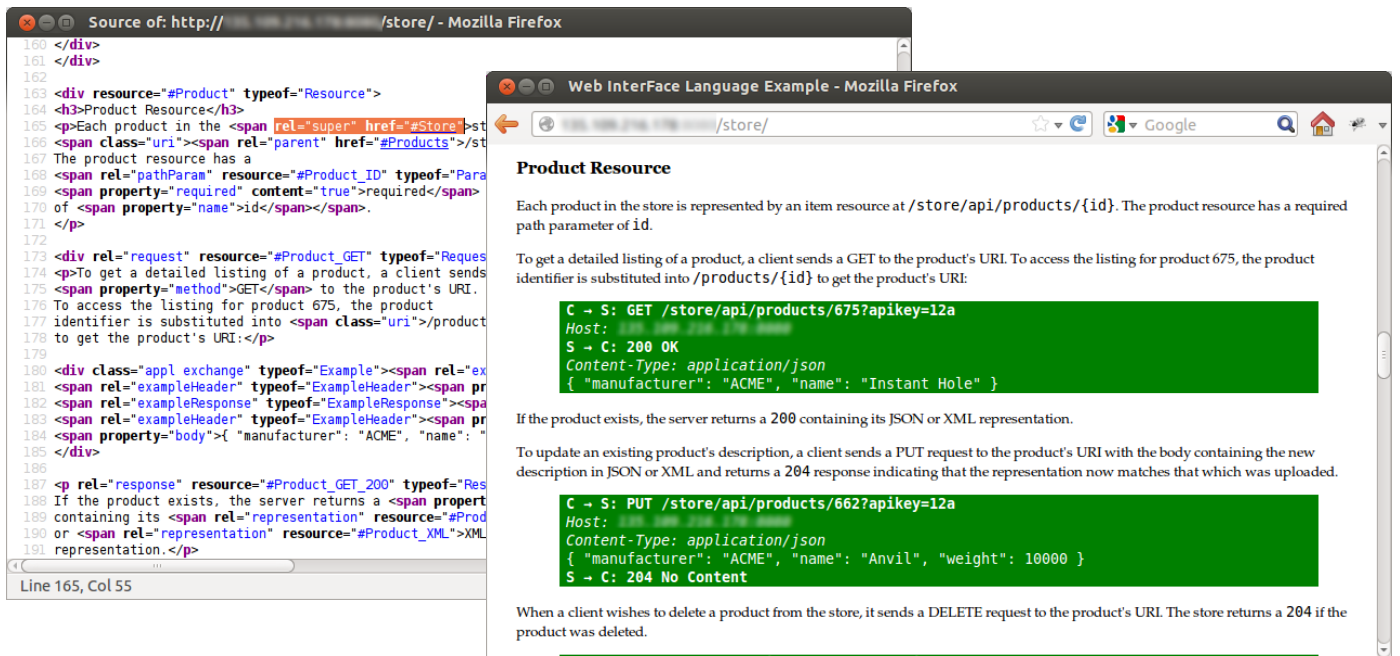 Source of: http:// /store/ - Mozilla Firefox
160 </div>
161 </div>
162
163 <div resource="#Product" typeof="Resource">
164 <h3>Product Resource</h3>
165 <p>Each product in the <span rel="super" href="#Store">st
166 <span class="uri"><span rel="parent" href="#Products">/st
167 The product resource has a
168 <span rel="pathParam" resource="#Product_ID" typeof="Para
169 <span property="required" content="true">required</span>
170 of <span property="name">id</span></span>.
171 </p>
172
173 <div rel="request" resource="#Product_GET" typeof="Reques
174 <p>To get a detailed listing of a product, a client sends
175 <span property="method">GET</span> to the product's URI.
176 To access the listing for product 675, the product
177 identifier is substituted into <span class="uri">/product
178 to get the product's URI:</p>
179
180 <div class="appl exchange" typeof="Example"><span rel="ex
181 <span rel="exampleHeader" typeof="ExampleHeader"><span pr
182 <span rel="exampleResponse" typeof="ExampleResponse"><spa
183 <span rel="exampleHeader" typeof="ExampleHeader"><span pr
184 <span property="body">{ "manufacturer": "ACME", "name": "
185 </div>
186
187 <p rel="response" resource="#Product_GET_200" typeof="Res
188 If the product exists, the server returns a <span propert
189 containing its <span rel="representation" resource="#Prod
190 or <span rel="representation" resource="#Product_XML">XML
191 representation.</p>
Line 165, Col 55
Web InterFace Language Example - Mozilla Firefox
/store/
Google
Product Resource
Each product in the store is represented by an item resource at /store/api/products/{id}. The product resource has a required
path parameter of id.
To get a detailed listing of a product, a client sends a GET to the product's URI. To access the listing for product 675, the product
identifier is substituted into /products/{id} to get the product's URI:
C → S: GET /store/api/products/675?apikey=12a
Host:
S → C: 200 OK
Content-Type: application/json
{ "manufacturer": "ACME", "name": "Instant Hole" }
If the product exists, the server returns a 200 containing its JSON or XML representation.
To update an existing product's description, a client sends a PUT request to the product's URI with the body containing the new
description in JSON or XML and returns a 204 response indicating that the representation now matches that which was uploaded.
C → S: PUT /store/api/products/662?apikey=12a
Host:
Content-Type: application/json
{ "manufacturer": "ACME", "name": "Anvil", "weight": 10000 }
S → C: 204 No Content
When a client wishes to delete a product from the store, it sends a DELETE request to the product's URI. The store returns a 204 if the
product was deleted.